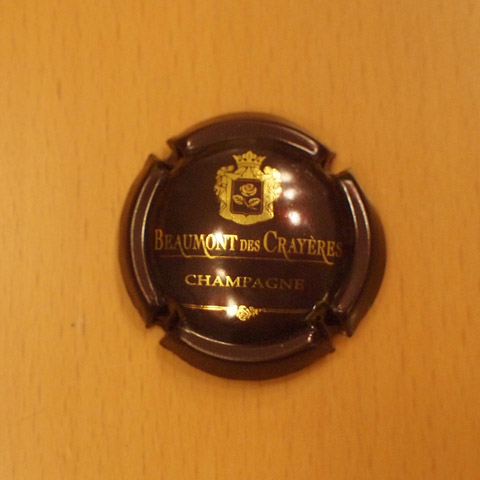 BEAUMONT DES CRAYÈRES
CHAMPAGNE